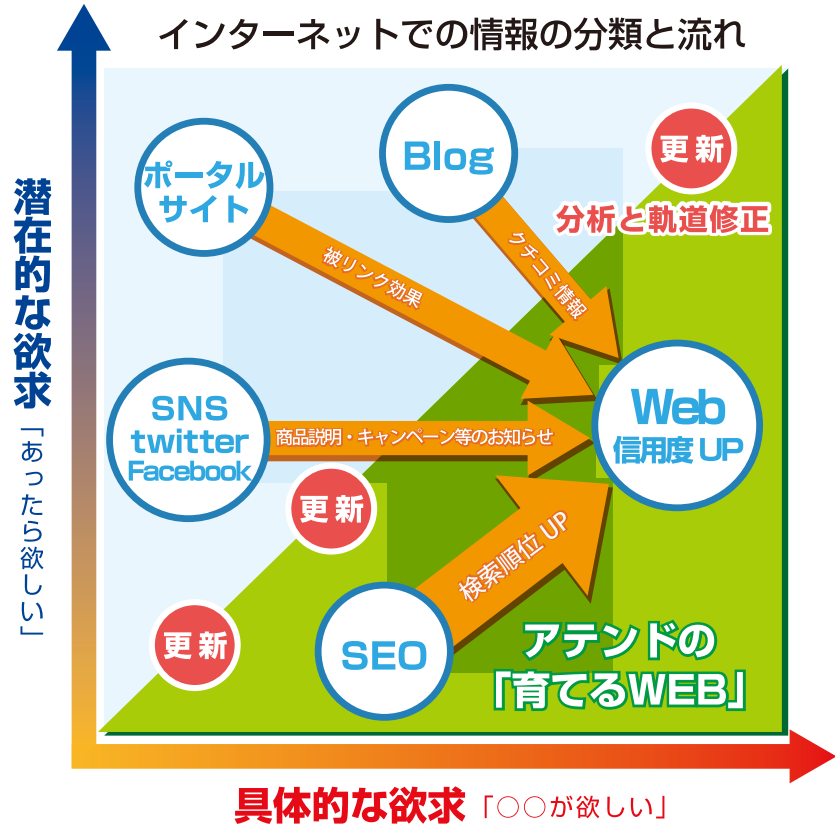 インターネットでの情報の分類と流れ
潜在的な欲求「あったら欲しい」
ポータル
サイト
Blog
更新
分析と軌道修正
被リンク効果
クチコミ情報
SNS
twitter
Facebook
商品説明・キャンペーン等のお知らせ
Web
信用度 UP
更新
検索順位 UP
更新
SEO
アテンドの
「育てるWEB」
具体的な欲求「○○が欲しい」